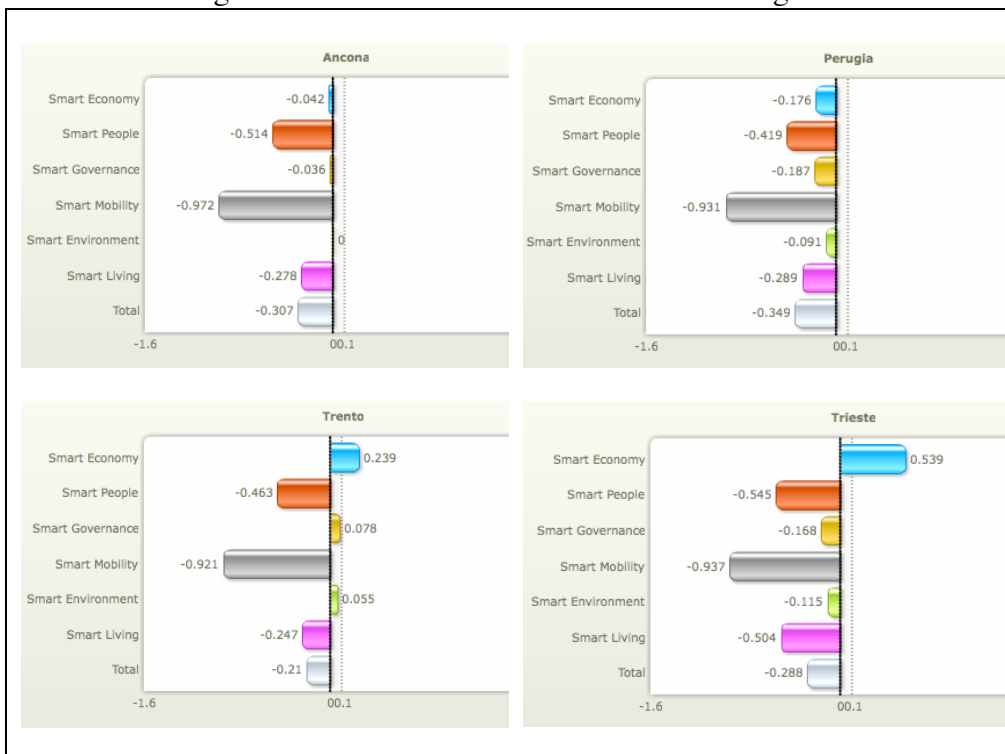 Ancona
Smart Economy -0.042
Smart People -0.514
Smart Governance -0.036
Smart Mobility -0.972
Smart Environment 0
Smart Living -0.278
Total -0.307
-1.6 00.1
Perugia
Smart Economy -0.176
Smart People -0.419
Smart Governance -0.187
Smart Mobility -0.931
Smart Environment -0.091
Smart Living -0.289
Total -0.349
-1.6 00.1
Trento
Smart Economy 0.239
Smart People -0.463
Smart Governance 0.078
Smart Mobility -0.921
Smart Environment 0.055
Smart Living -0.247
Total -0.21
-1.6 00.1
Trieste
Smart Economy 0.539
Smart People -0.545
Smart Governance -0.168
Smart Mobility -0.937
Smart Environment -0.115
Smart Living -0.504
Total -0.288
-1.6 00.1